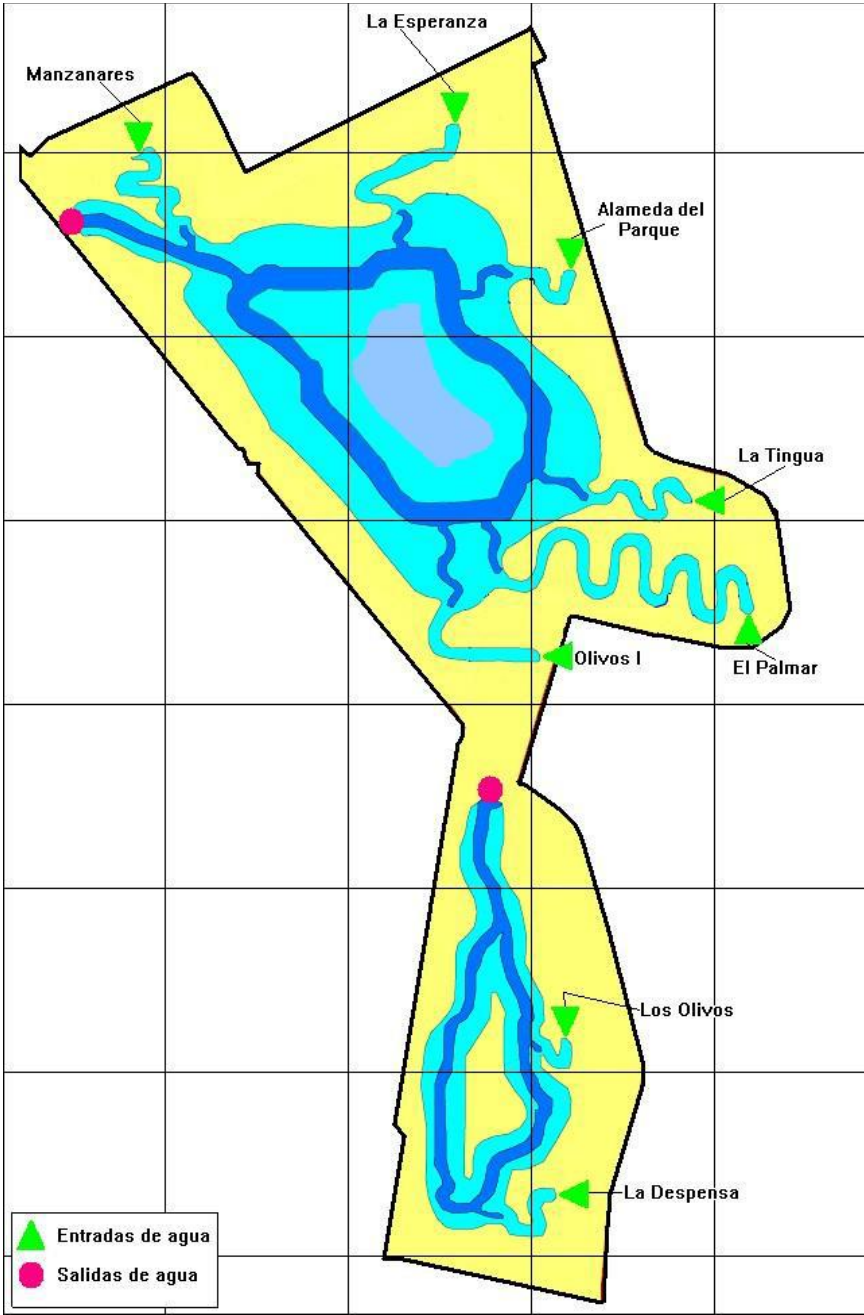 La Esperanza
Manzanares
Alameda del
Parque
La Tingua
Olivos I
El Palmar
Los Olivos
La Despensa
Entradas de agua
Salidas de agua